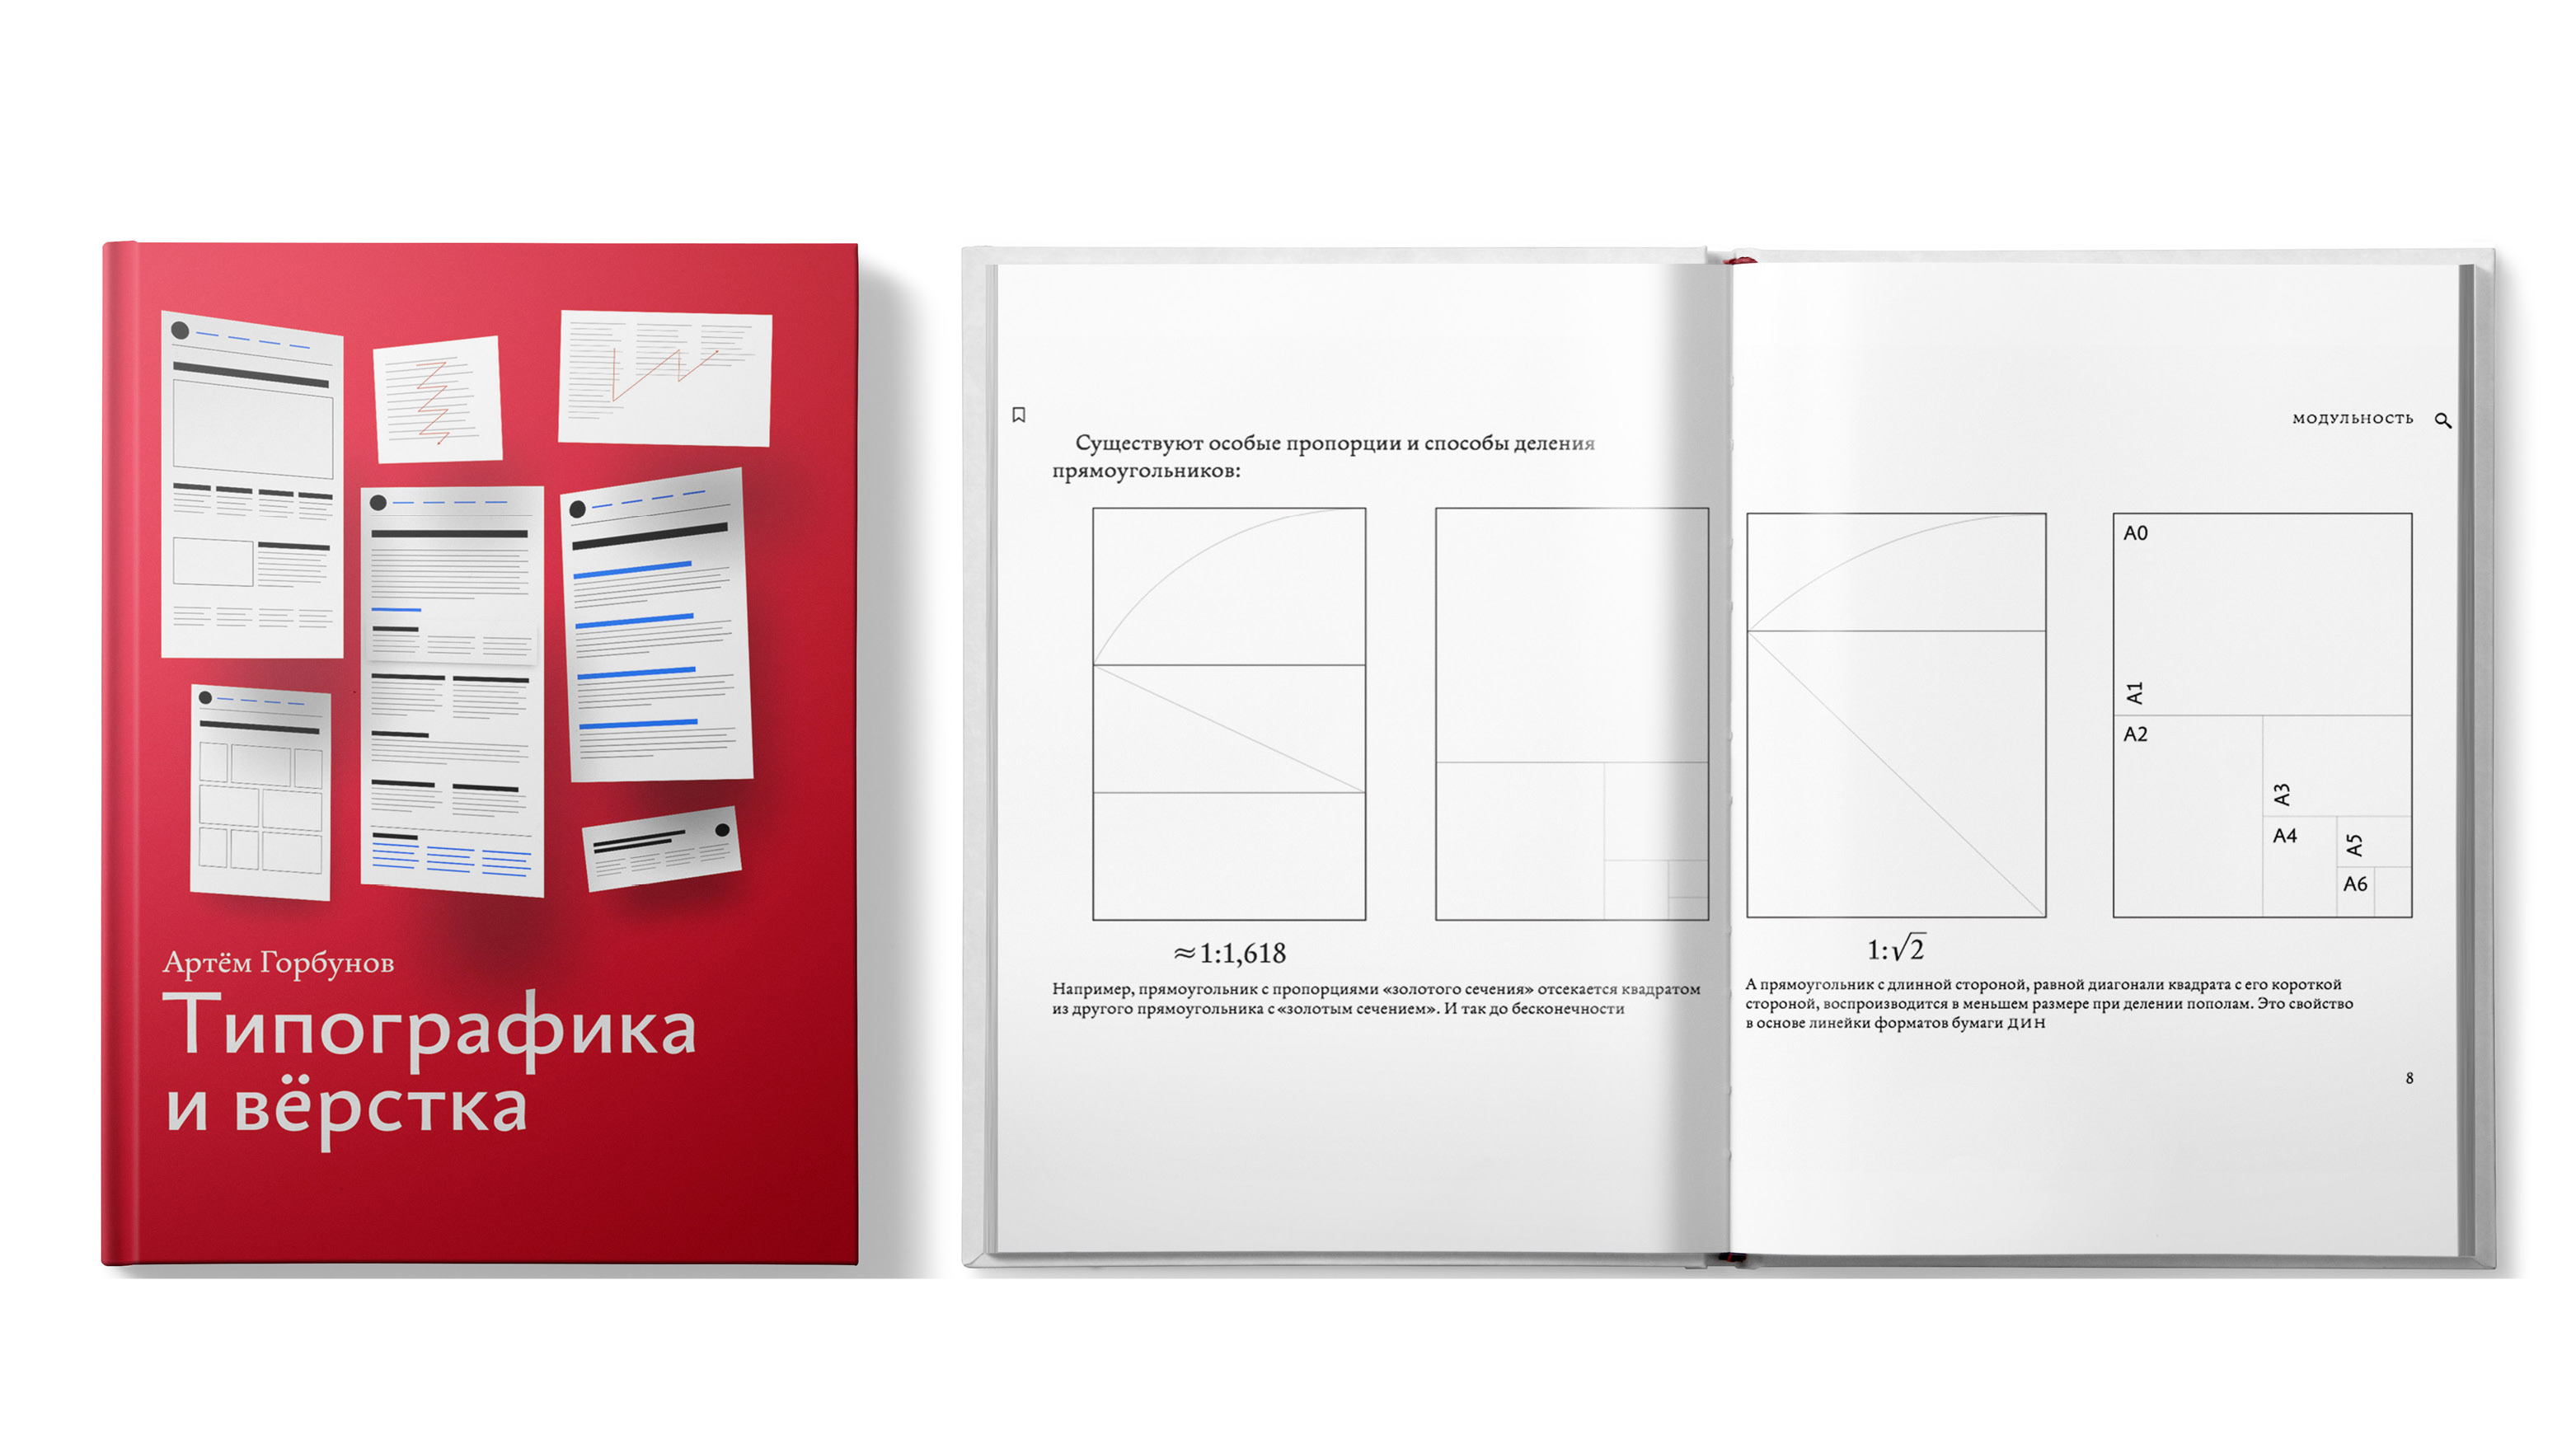 Артём Горбунов
Типографика
и вёрстка
Существуют особые пропорции и способы деления
прямоугольников:
≈1:1,618
Например, прямоугольник с пропорциями «золотого сечения» отсекается квадратом
из другого прямоугольника с «золотым сечением». И так до бесконечности
МОДУЛЬНОСТЬ
A0
A1
A2
A3
A4
A5
A6
1:√2
А прямоугольник с длинной стороной, равной диагонали квадрата с его короткой
стороной, воспроизводится в меньшем размере при делении пополам. Это свойство
в основе линейки форматов бумаги ДИН
8